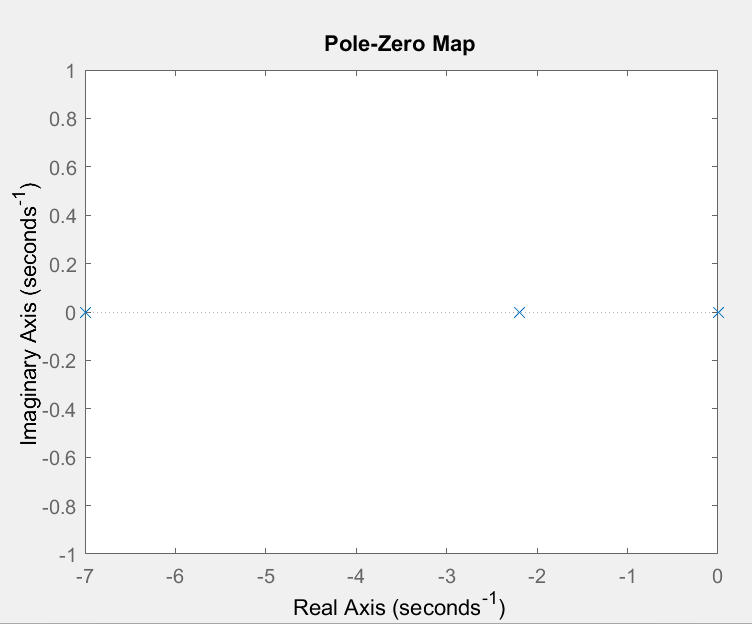 Pole-Zero Map
1
0.8
0.6
0.4
0.2
0
-0.2
-0.4
-0.6
-0.8
-1
Imaginary Axis (seconds⁻¹)
-7 -6 -5 -4 -3 -2 -1 0
Real Axis (seconds⁻¹)